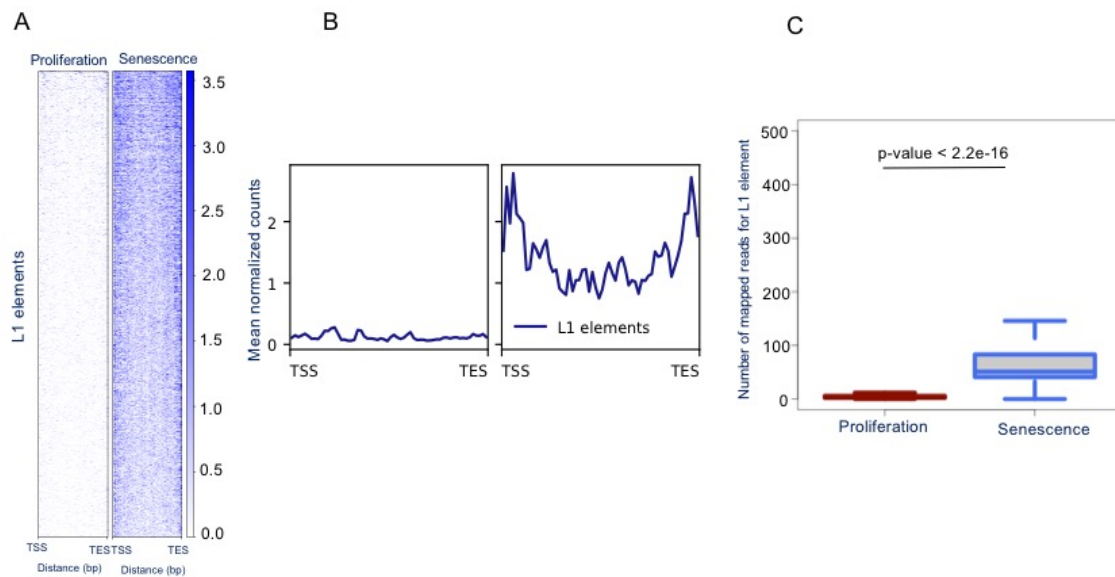 A
B
C
Proliferation Senescence
3.5
3.0
2.5
2.0
1.5
1.0
0.5
0.0
L1 elements
TSS TES TSS TES
Distance (bp) Distance (bp)
Mean normalized counts
2
1
0
L1 elements
TSS TES TSS TES
Number of mapped reads for L1 element
500
400
300
200
100
0
p-value < 2.2e-16
Proliferation Senescence